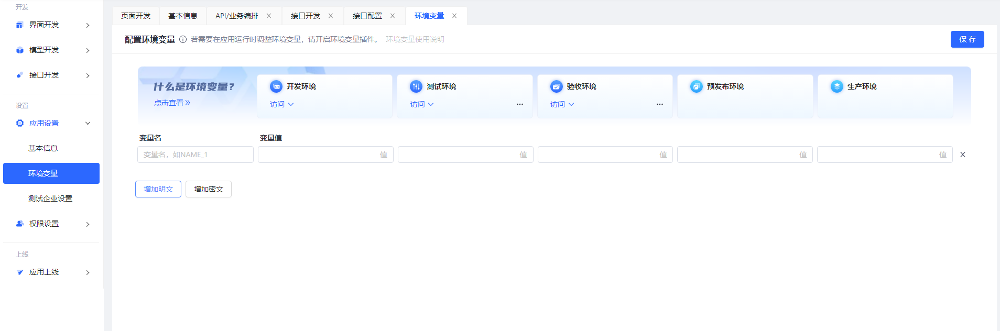 开发
界面开发
模型开发
接口开发
设置
应用设置
基本信息
环境变量
测试企业设置
权限设置
上线
应用上线
页面开发 基本信息 API/业务编排 X 接口开发 X 接口配置 X 环境变量 X
配置环境变量 若需要在应用运行时调整环境变量，请开启环境变量插件。 环境变量使用说明 保存
什么是环境变量？
点击查看
开发环境
访问
测试环境
访问 ...
验收环境
访问 ...
预发布环境
生产环境
变量名 变量值
变量名，如NAME_1 值 值 值 值 值 X
增加明文 增加密文